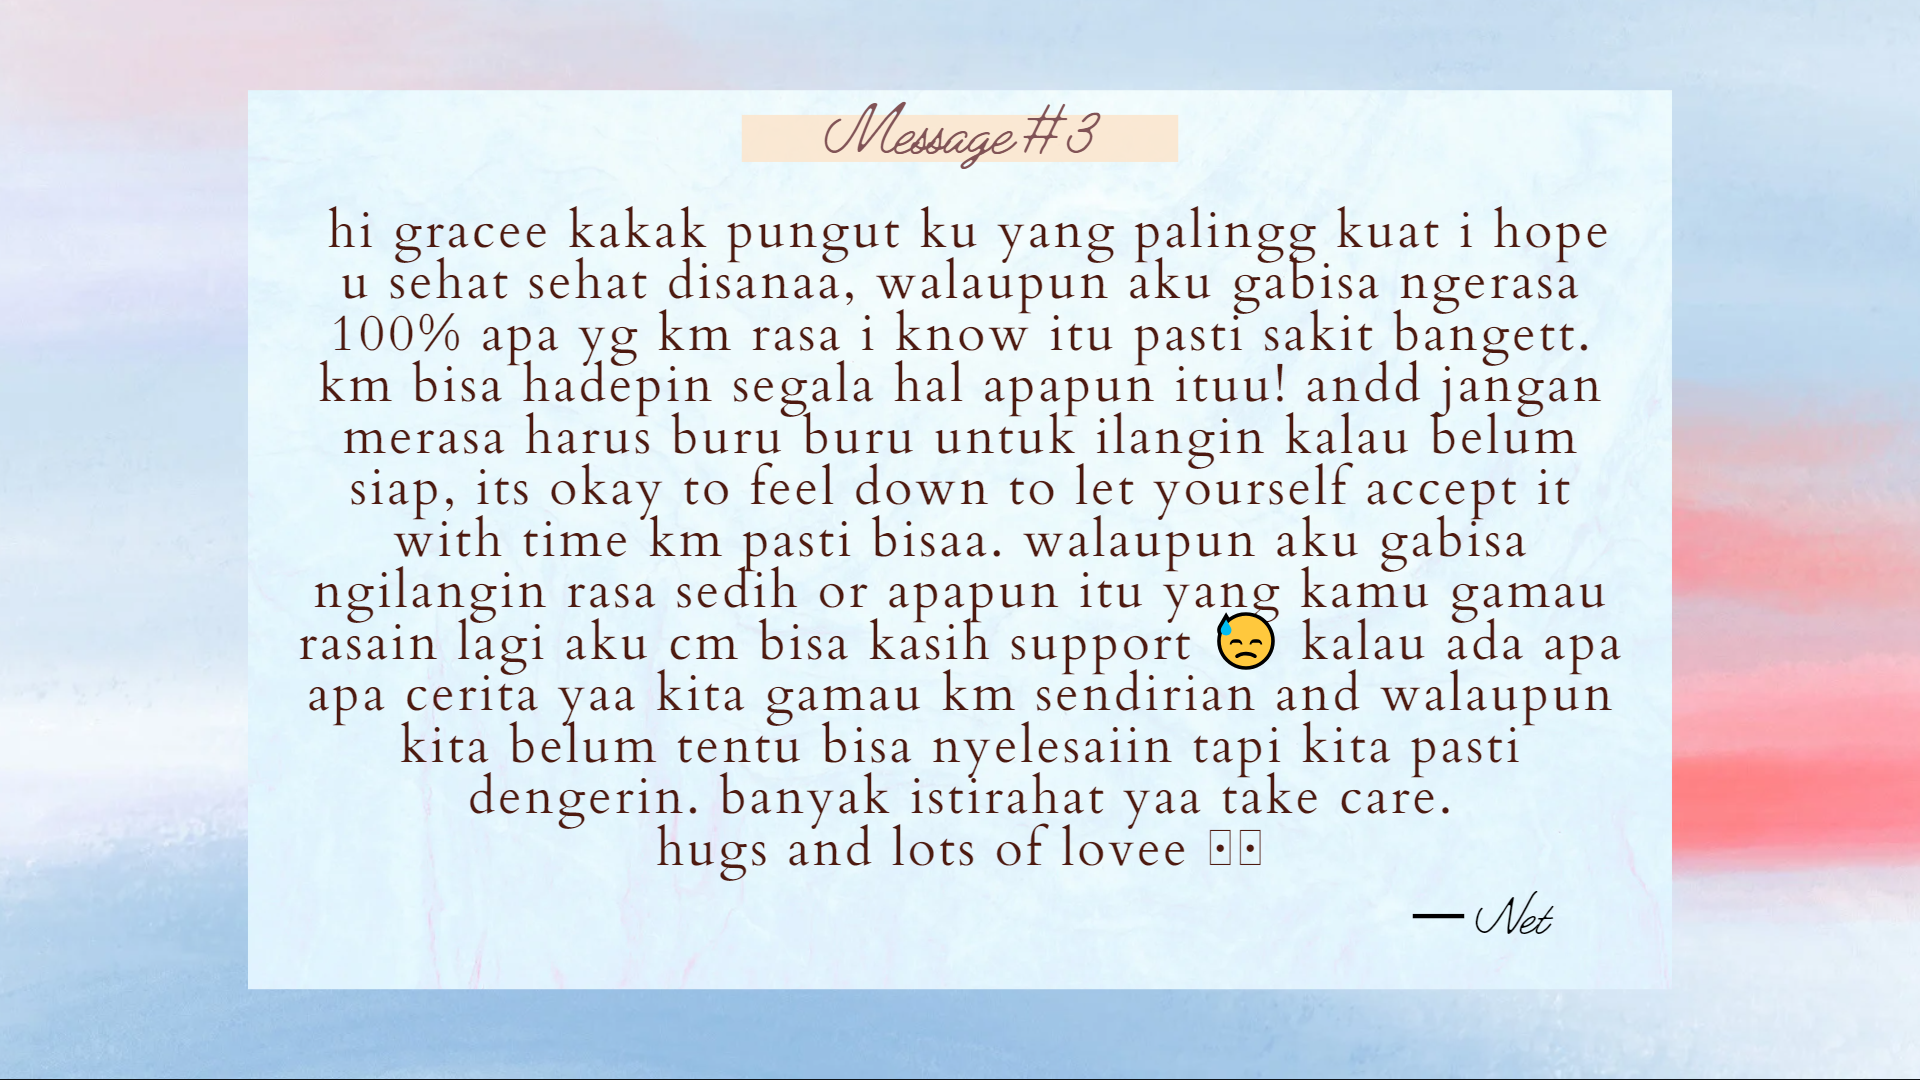 Message #3
hi gracee kakak pungut ku yang palingg kuat i hope
u sehat sehat disanaa, walaupun aku gabisa ngerasa
100% apa yg km rasa i know itu pasti sakit bangett.
km bisa hadepin segala hal apapun ituu! andd jangan
merasa harus buru buru untuk ilangin kalau belum
siap, its okay to feel down to let yourself accept it
with time km pasti bisaa. walaupun aku gabisa
ngilangin rasa sedih or apapun itu yang kamu gamau
rasain lagi aku cm bisa kasih support 😓 kalau ada apa
apa cerita yaa kita gamau km sendirian and walaupun
kita belum tentu bisa nyelesaiin tapi kita pasti
dengerin. banyak istirahat yaa take care.
hugs and lots of lovee
— Net